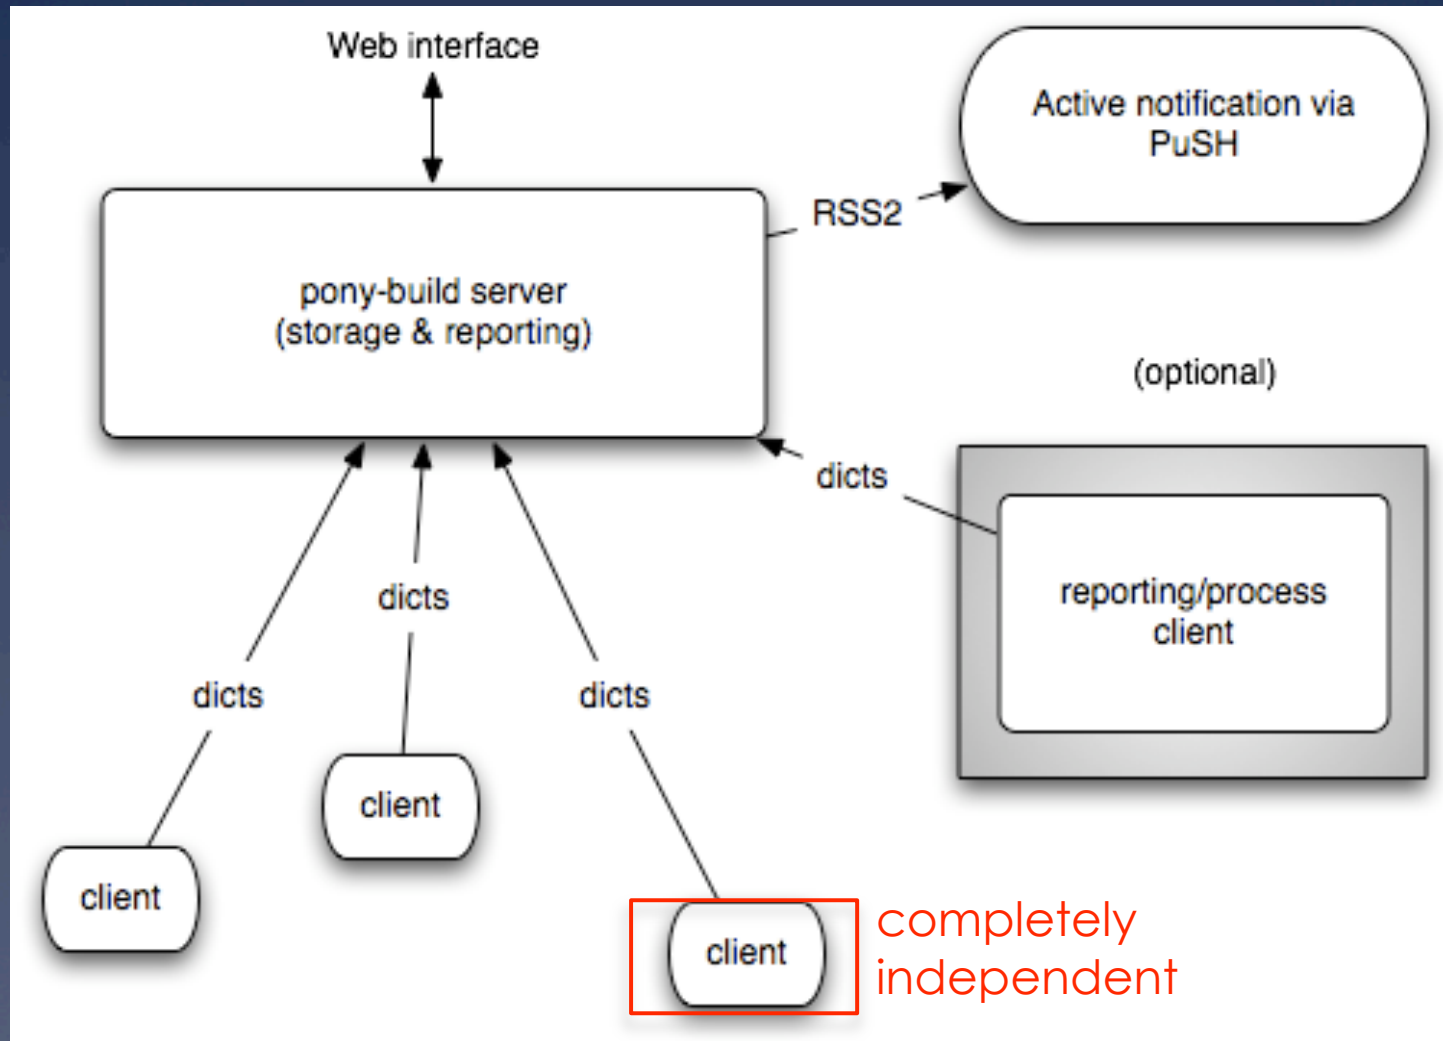 Web interface
Active notification via
PuSH
RSS2
pony-build server
(storage & reporting)
(optional)
dicts
reporting/process
client
dicts
dicts
dicts
client
client
client
completely
independent